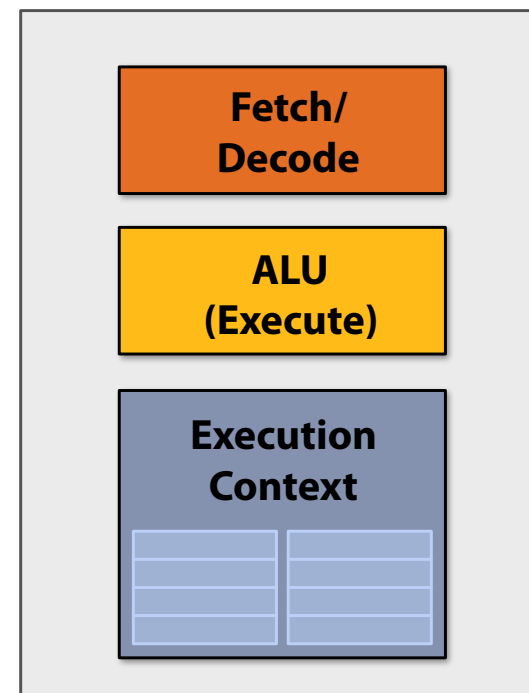 Fetch/
Decode
ALU
(Execute)
Execution
Context